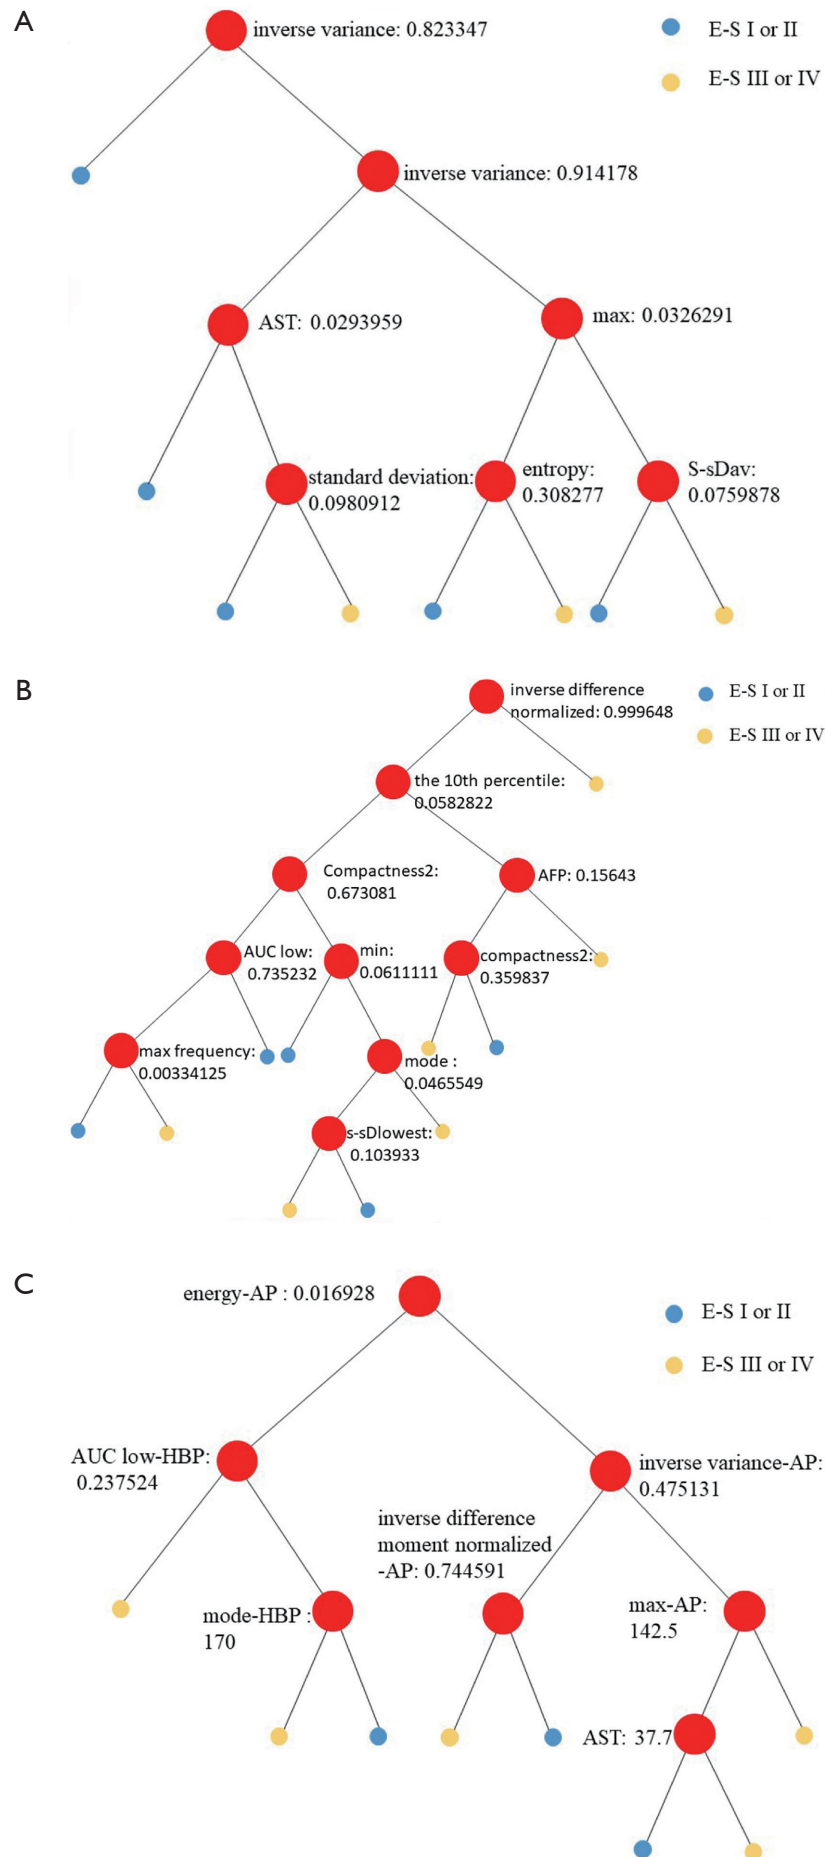 A
inverse variance: 0.823347
E-S I or II
E-S III or IV
inverse variance: 0.914178
AST: 0.0293959
max: 0.0326291
standard deviation:
0.0980912
entropy:
0.308277
S-sDav:
0.0759878
B
inverse difference
normalized: 0.999648
E-S I or II
E-S III or IV
the 10th percentile:
0.0582822
Compactness2:
0.673081
AFP: 0.15643
AUC low:
0.735232
min:
0.0611111
compactness2:
0.359837
max frequency:
0.00334125
mode :
0.0465549
s-sDlowest:
0.103933
C
energy-AP : 0.016928
E-S I or II
E-S III or IV
AUC low-HBP:
0.237524
inverse variance-AP:
0.475131
inverse difference
moment normalized
-AP: 0.744591
mode-HBP :
170
max-AP:
142.5
AST: 37.7